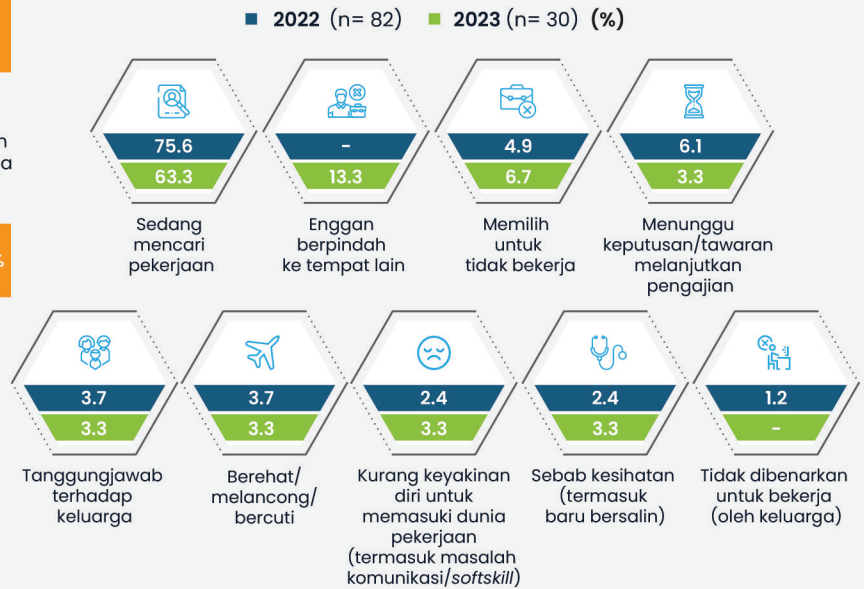 2022 (n= 82) 2023 (n= 30) (%)
n
a
%
75.6
63.3
Sedang
mencari
pekerjaan
-
13.3
Enggan
berpindah
ke tempat lain
4.9
6.7
Memilih
untuk
tidak bekerja
6.1
3.3
Menunggu
keputusan/tawaran
melanjutkan
pengajian
3.7
3.3
Tanggungjawab
terhadap
keluarga
3.7
3.3
Berehat/
melancong/
bercuti
2.4
3.3
Kurang keyakinan
diri untuk
memasuki dunia
pekerjaan
(termasuk masalah
komunikasi/softskill)
2.4
3.3
Sebab kesihatan
(termasuk
baru bersalin)
1.2
-
Tidak dibenarkan
untuk bekerja
(oleh keluarga)